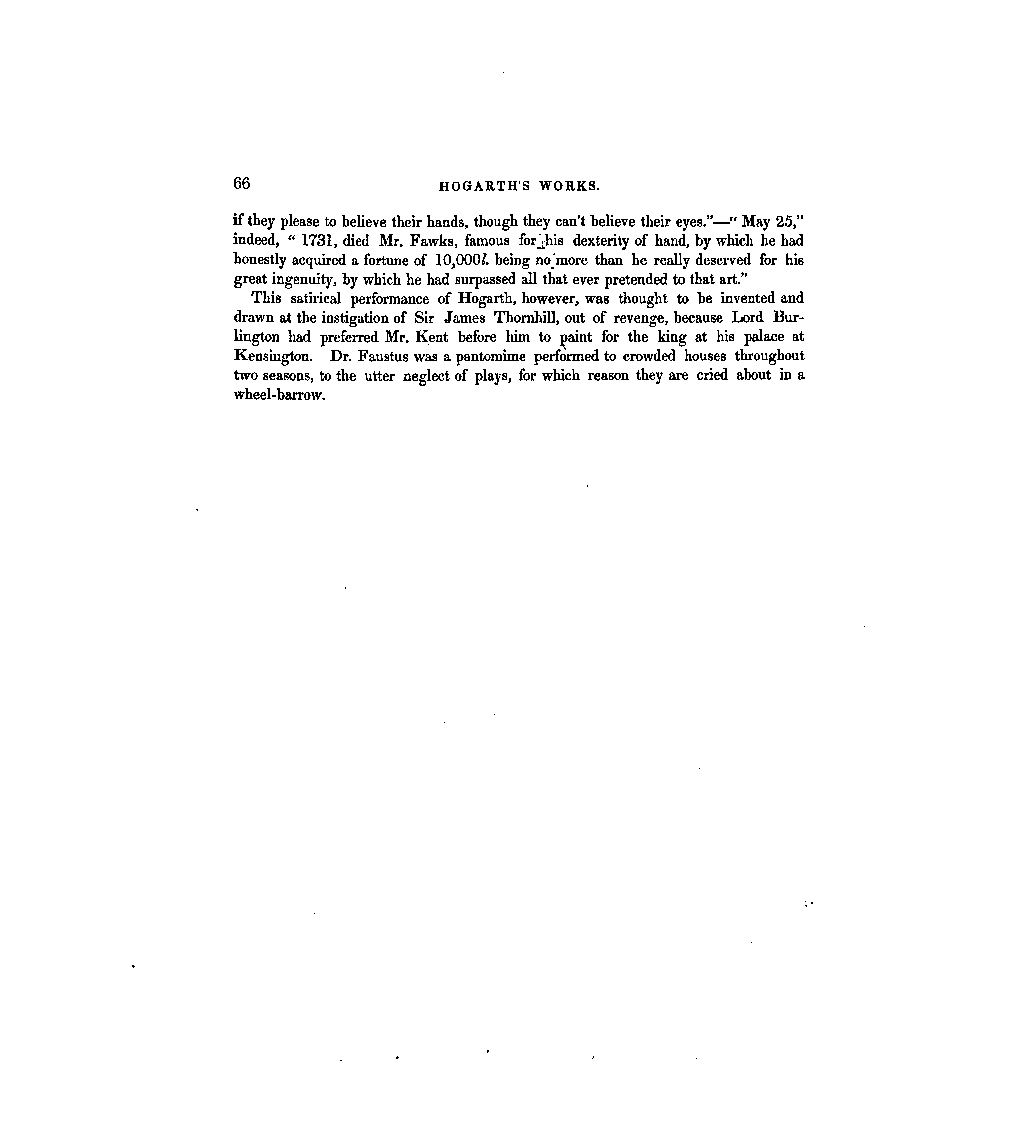 66 HOGARTH'S WORKS.
if they please to believe their hands, though they can't believe their eyes."—" May 25,"
indeed, " 1731, died Mr. Fawks, famous for his dexterity of hand, by which he had
honestly acquired a fortune of 10,000l. being no more than he really deserved for his
great ingenuity, by which he had surpassed all that ever pretended to that art."
This satirical performance of Hogarth, however, was thought to be invented and
drawn at the instigation of Sir James Thornhill, out of revenge, because Lord Bur-
lington had preferred Mr. Kent before him to paint for the king at his palace at
Kensington. Dr. Faustus was a pantomime performed to crowded houses throughout
two seasons, to the utter neglect of plays, for which reason they are cried about in a
wheel-barrow.